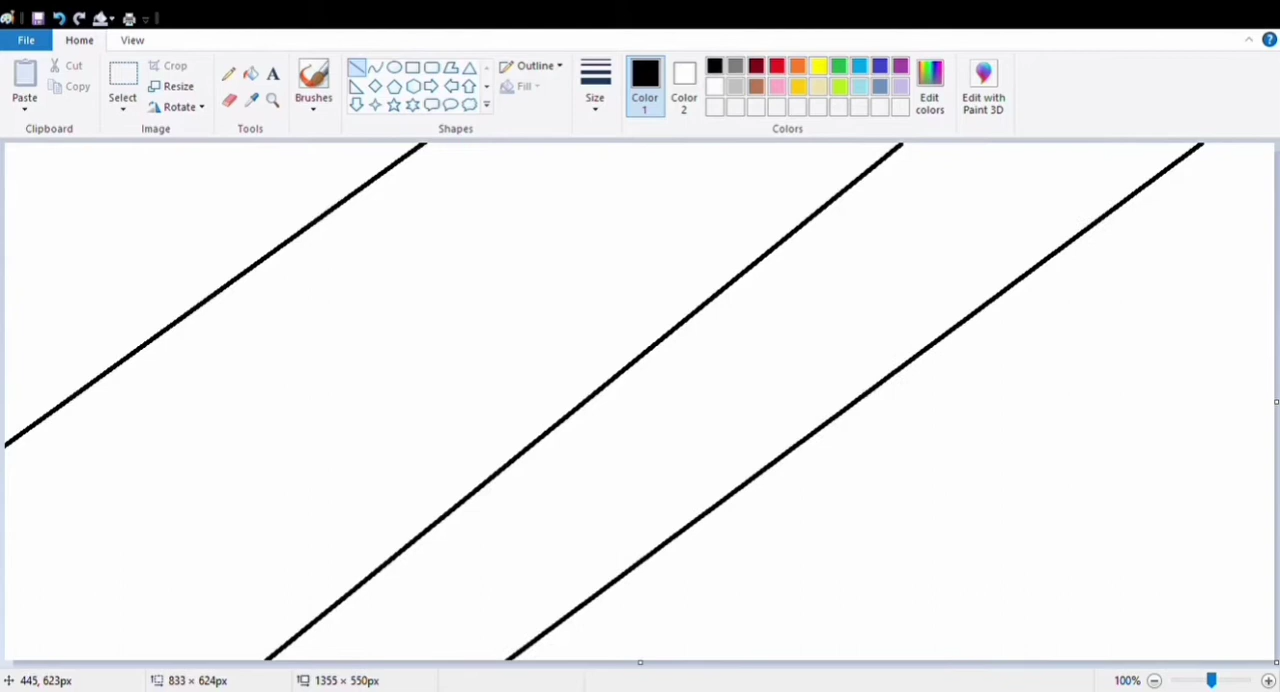 File Home View
Cut Crop Outline
Copy Resize Fill
Paste Select Rotate A Brushes Size Color 1 Color 2 Edit colors Edit with Paint 3D
Clipboard Image Tools Shapes Colors
445, 623px 833 × 624px 1355 × 550px 100%